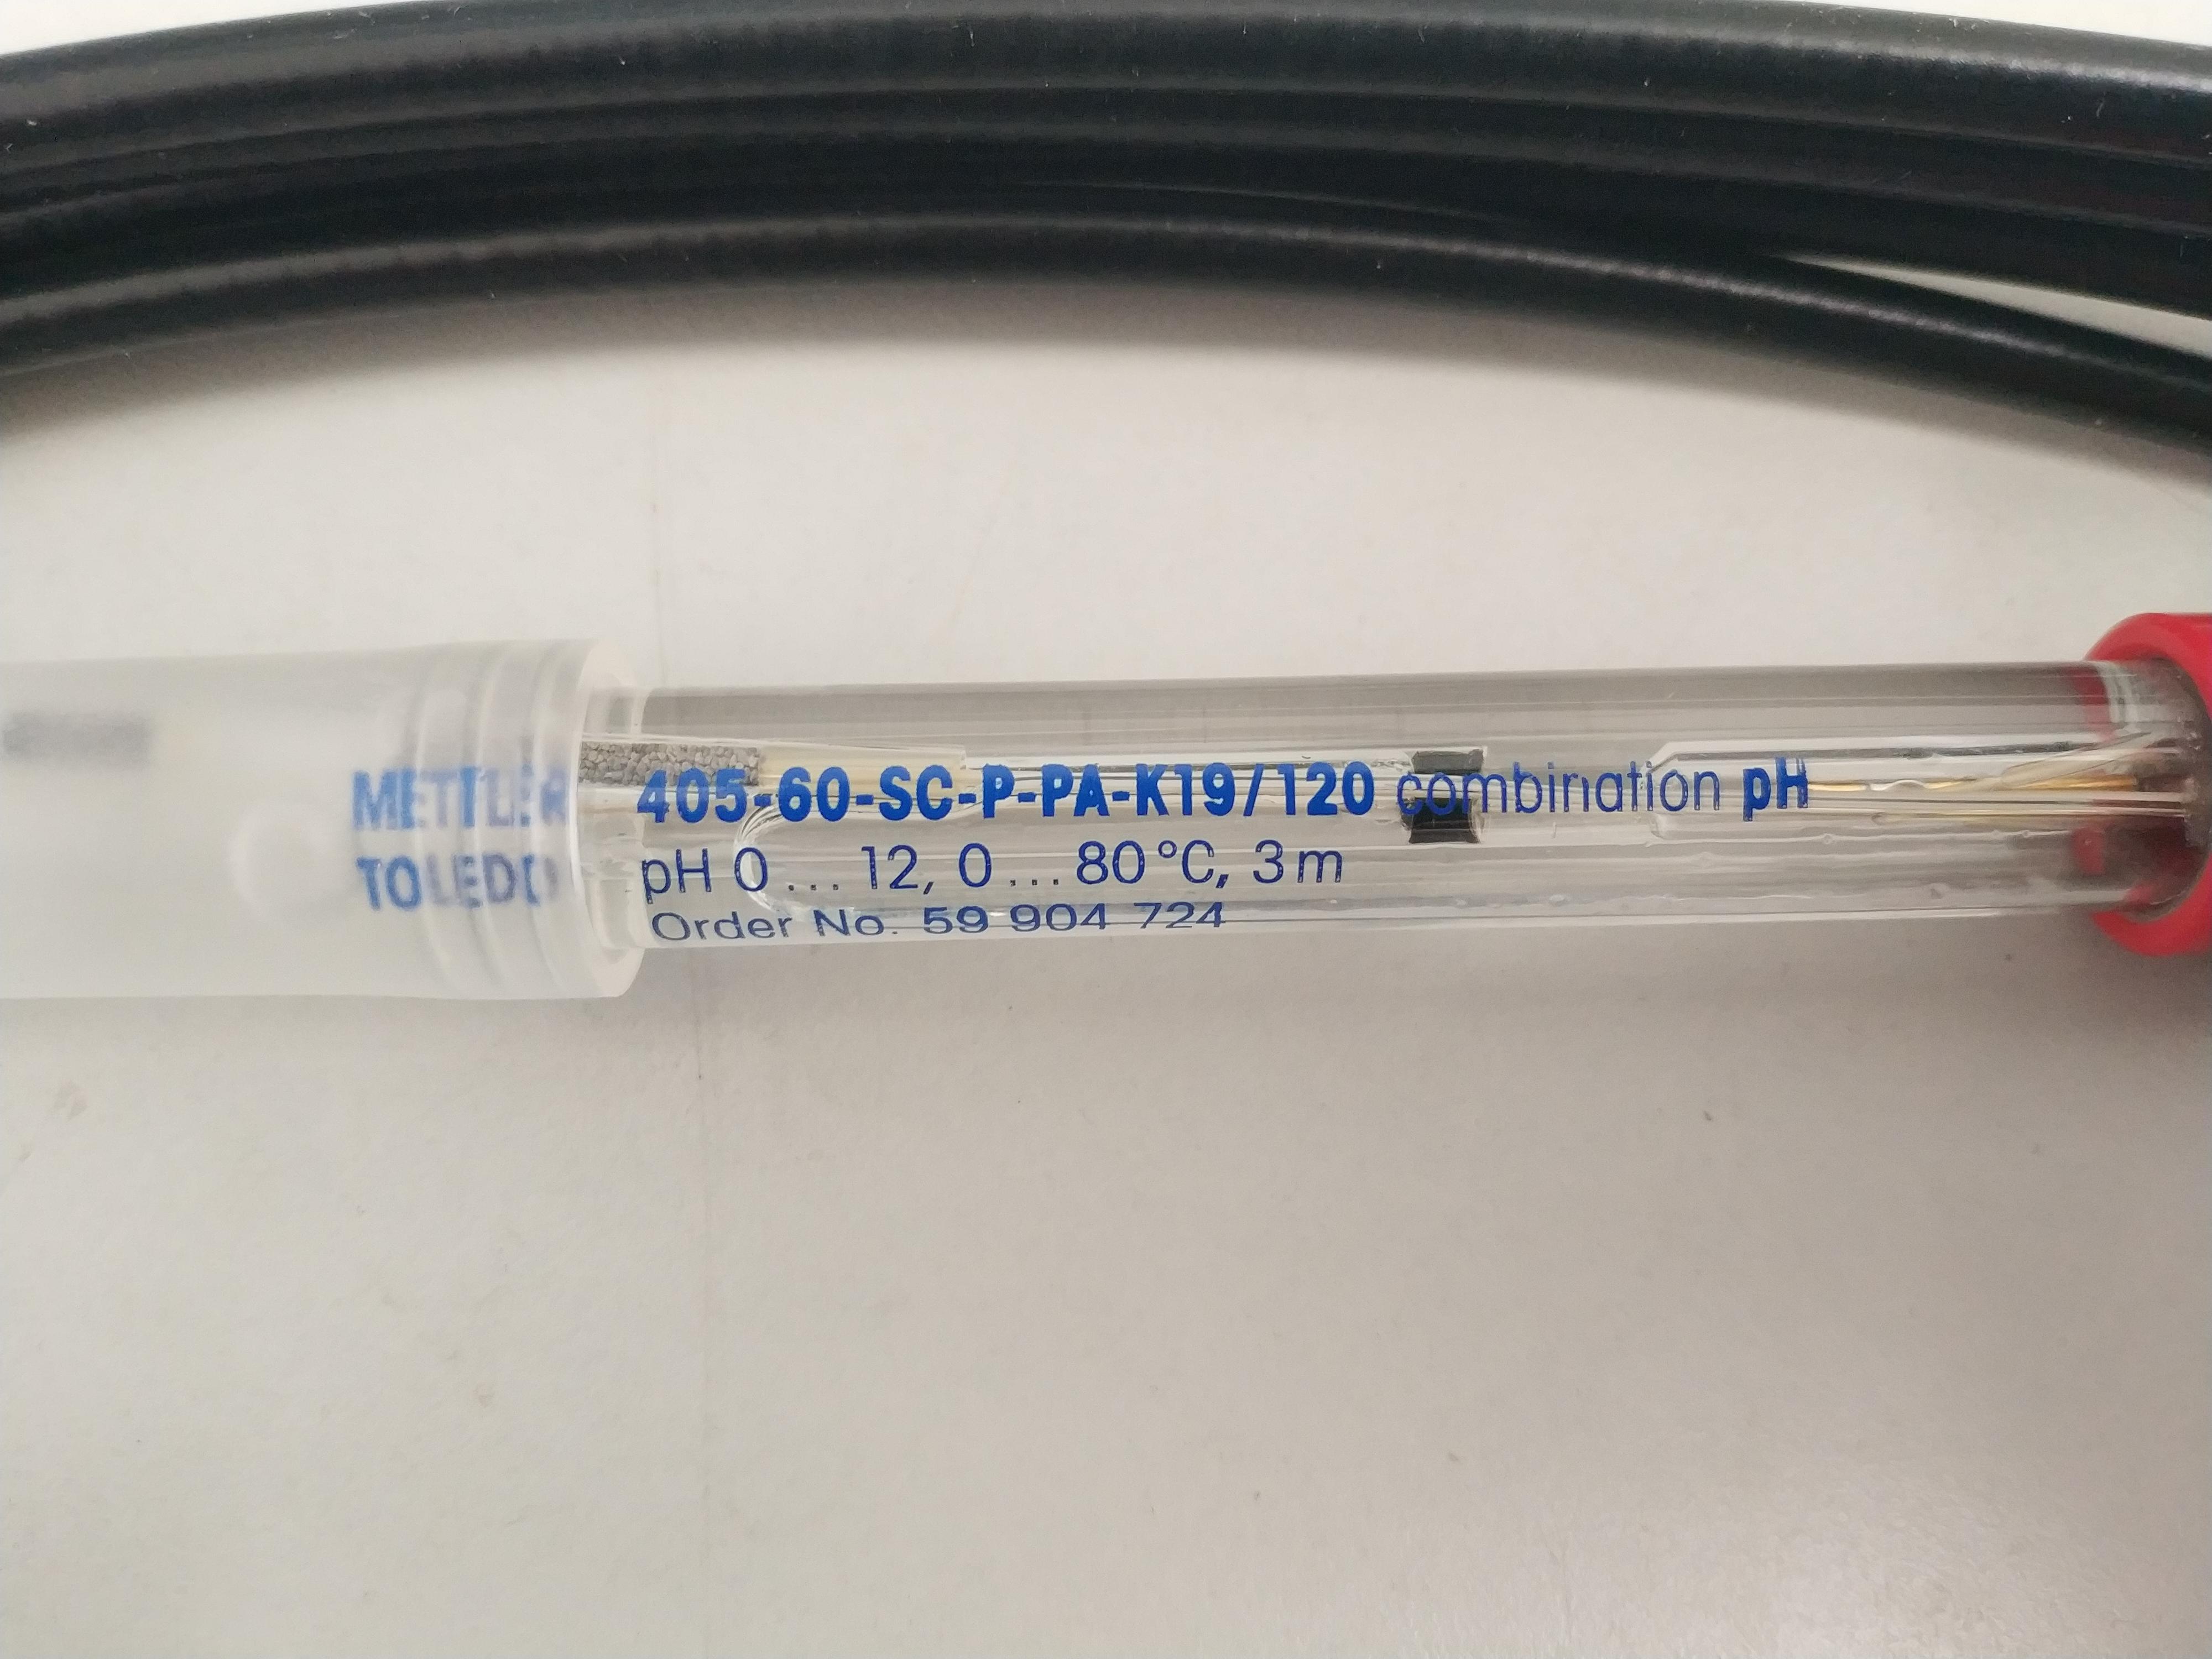 METTLER
TOLEDO
405-60-SC-P-PA-K19/120 combination pH
pH 0 ... 12, 0 ... 80 °C, 3 m
Order No. 59 904 724